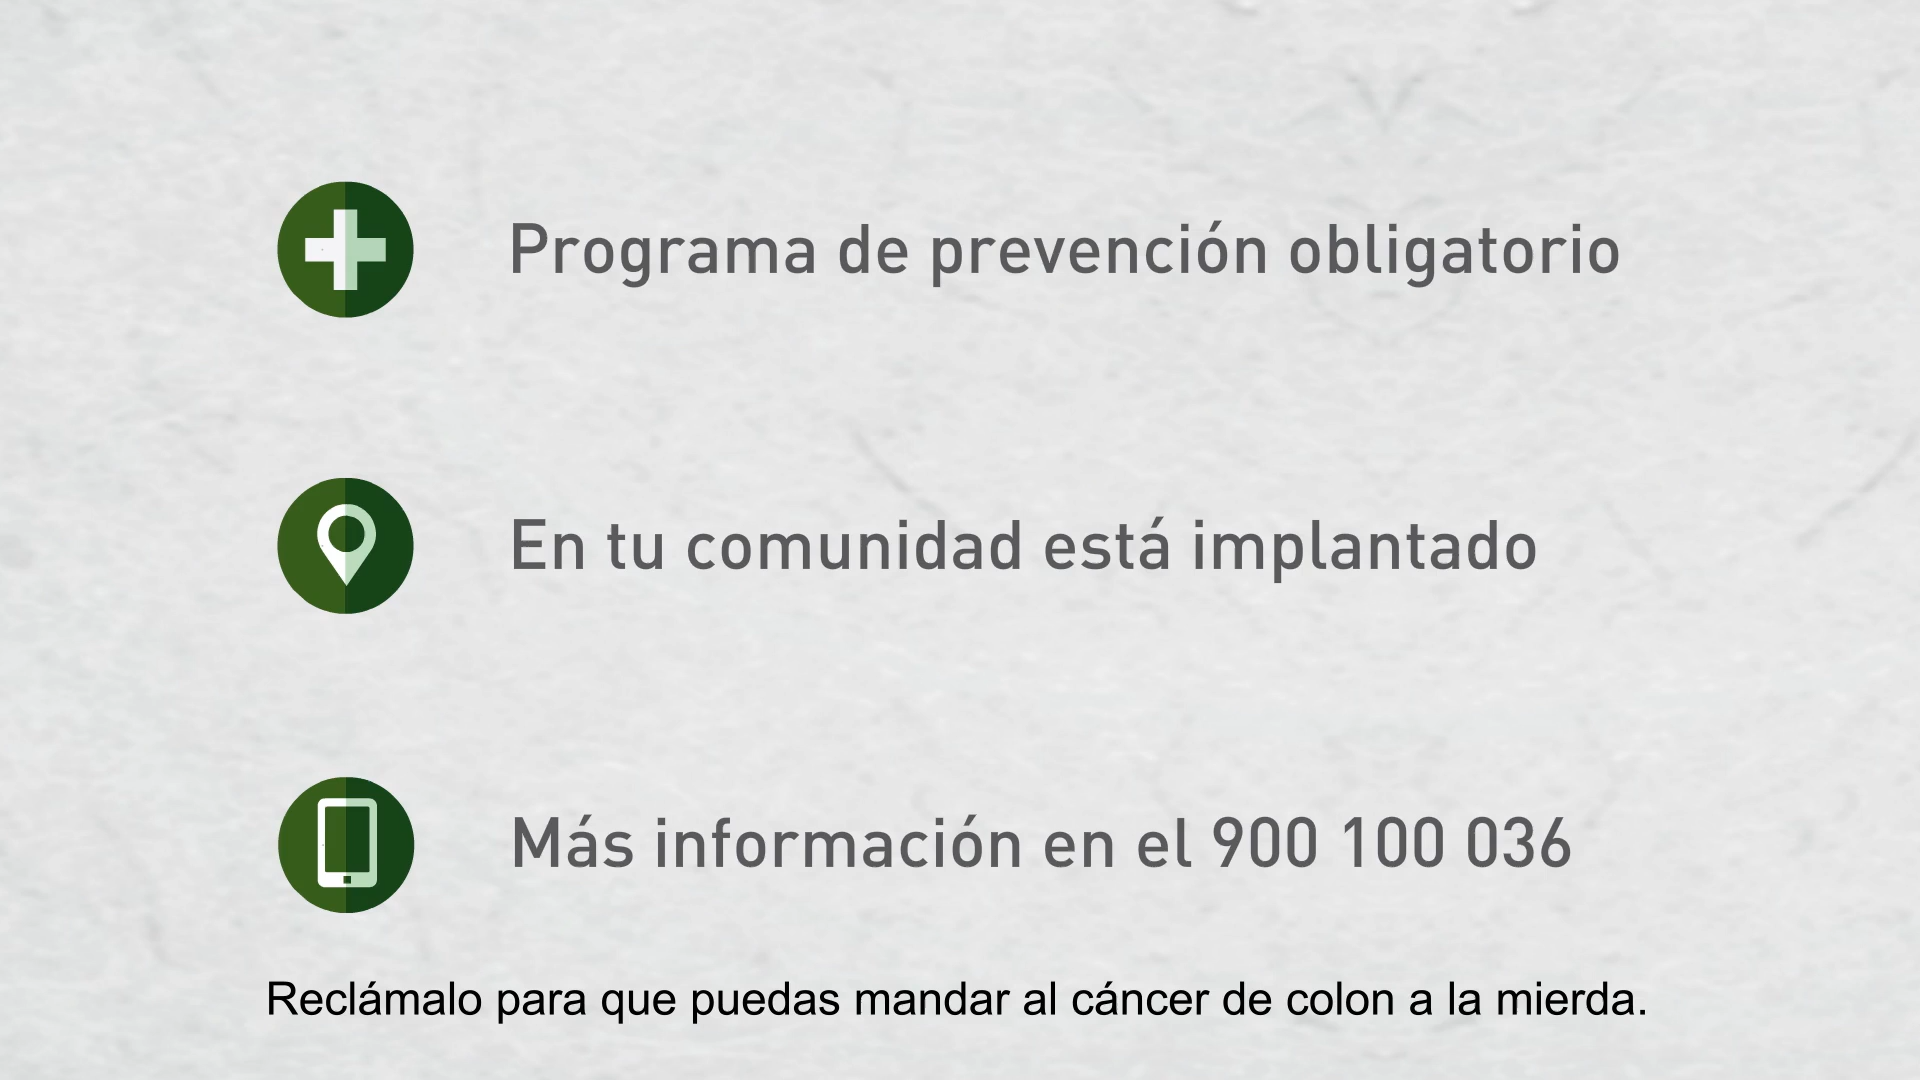 Programa de prevención obligatorio
En tu comunidad está implantado
Más información en el 900 100 036
Reclámalo para que puedas mandar al cáncer de colon a la mierda.